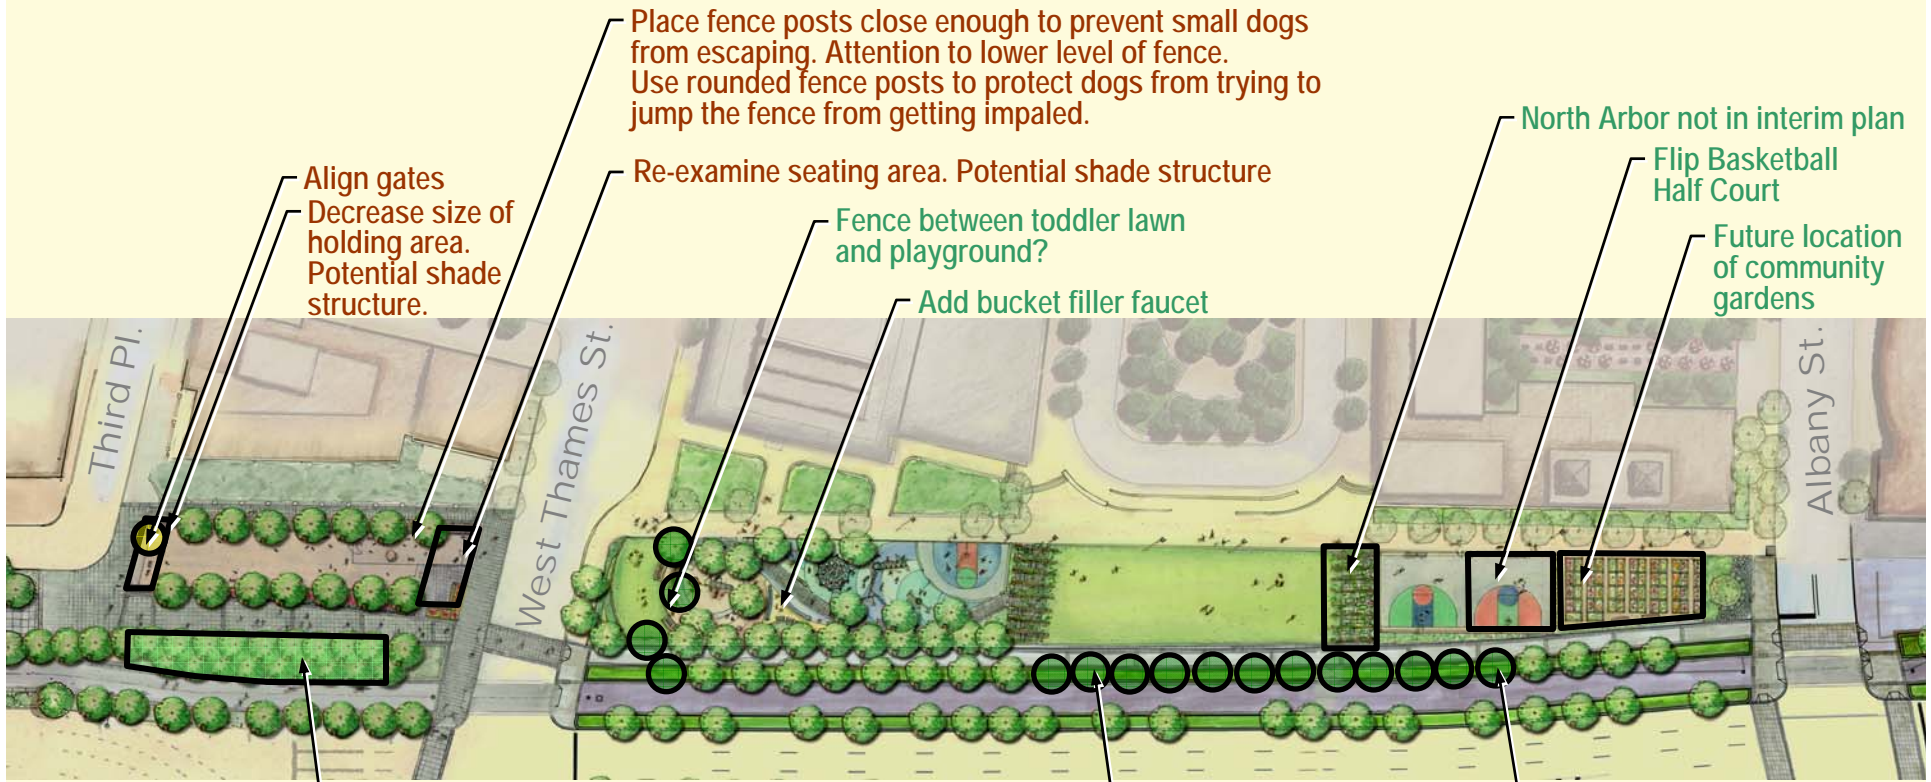 Place fence posts close enough to prevent small dogs
from escaping. Attention to lower level of fence.
Use rounded fence posts to protect dogs from trying to
jump the fence from getting impaled.
North Arbor not in interim plan
Flip Basketball
Half Court
Align gates
Re-examine seating area. Potential shade structure
Decrease size of
holding area.
Potential shade
structure.
Fence between toddler lawn
and playground?
Future location
of community
gardens
Add bucket filler faucet
Third Pl.
West Thames St.
Albany St.